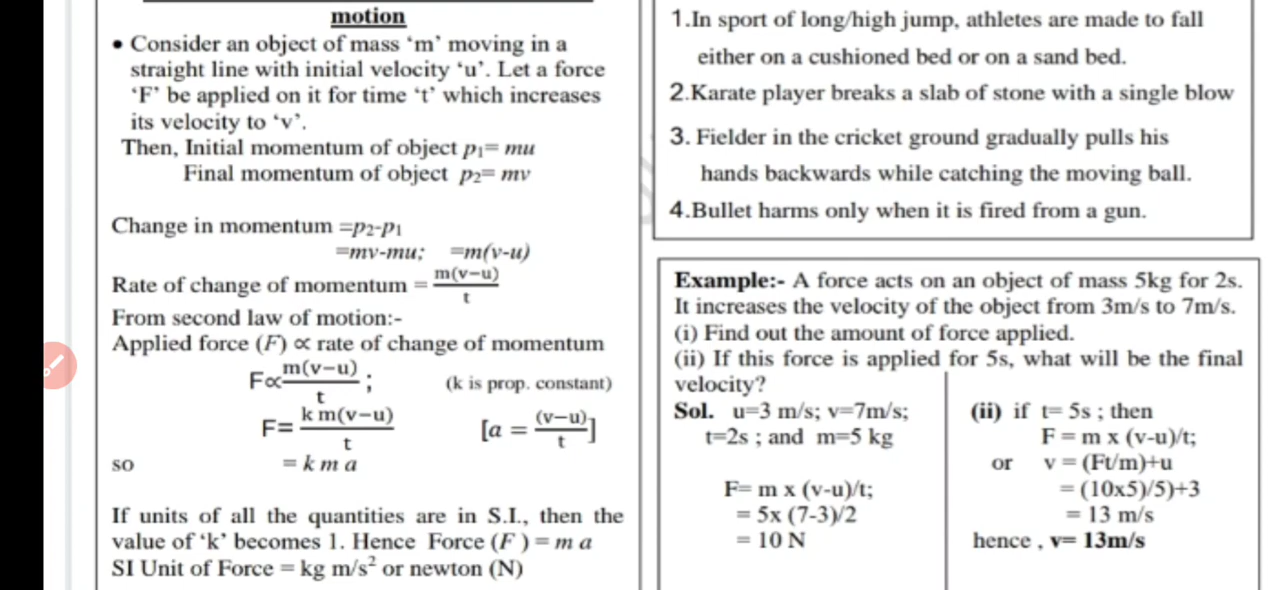 motion
• Consider an object of mass ‘m’ moving in a
straight line with initial velocity ‘u’. Let a force
‘F’ be applied on it for time ‘t’ which increases
its velocity to ‘v’.
Then, Initial momentum of object p1= mu
Final momentum of object p2= mv
Change in momentum =p2-p1
=mv-mu; =m(v-u)
Rate of change of momentum = m(v−u)/t
From second law of motion:-
Applied force (F) ∝ rate of change of momentum
F∝ m(v−u)/t ; (k is prop. constant)
F= k m(v−u)/t [a = (v−u)/t]
so = k m a
If units of all the quantities are in S.I., then the
value of ‘k’ becomes 1. Hence Force (F ) = m a
SI Unit of Force = kg m/s² or newton (N)
1.In sport of long/high jump, athletes are made to fall
either on a cushioned bed or on a sand bed.
2.Karate player breaks a slab of stone with a single blow
3. Fielder in the cricket ground gradually pulls his
hands backwards while catching the moving ball.
4.Bullet harms only when it is fired from a gun.
Example:- A force acts on an object of mass 5kg for 2s.
It increases the velocity of the object from 3m/s to 7m/s.
(i) Find out the amount of force applied.
(ii) If this force is applied for 5s, what will be the final
velocity?
Sol. u=3 m/s; v=7m/s;
t=2s ; and m=5 kg
F= m x (v-u)/t;
= 5x (7-3)/2
= 10 N
(ii) if t= 5s ; then
F = m x (v-u)/t;
or v = (Ft/m)+u
= (10x5)/5)+3
= 13 m/s
hence , v= 13m/s